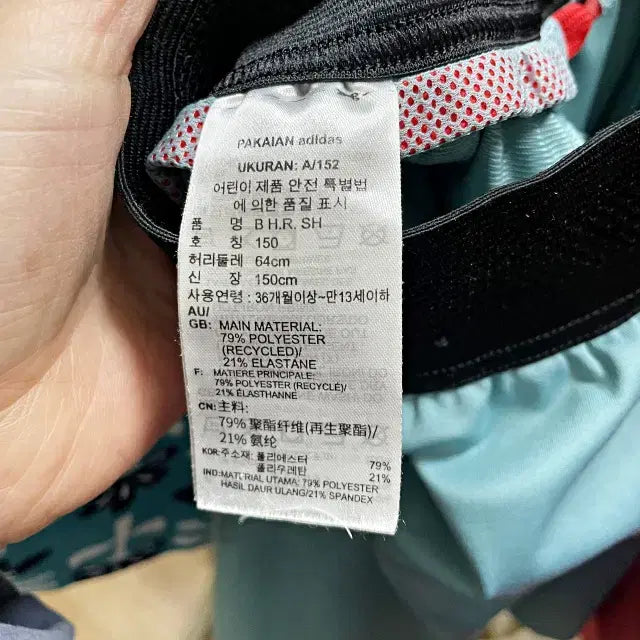 PAKAIAN adidas
UKURAN: A/152
어린이 제품 안전 특별법
에 의한 품질 표시
품 명 B H.R. SH
호 칭 150
허리둘레 64cm
신 장 150cm
사용연령 : 36개월이상~만13세이하
AU/
GB: MAIN MATERIAL:
79% POLYESTER
(RECYCLED)/
21% ELASTANE
F: MATIERE PRINCIPALE:
79% POLYESTER (RECYCLÉ)/
21% ÉLASTHANNE
CN: 主料:
79% 聚酯纤维(再生聚酯)/
21% 氨纶
KOR: 주소재: 폴리에스터 79%
폴리우레탄 21%
IND: MATERIAL UTAMA: 79% POLYESTER
HASIL DAUR ULANG/21% SPANDEX